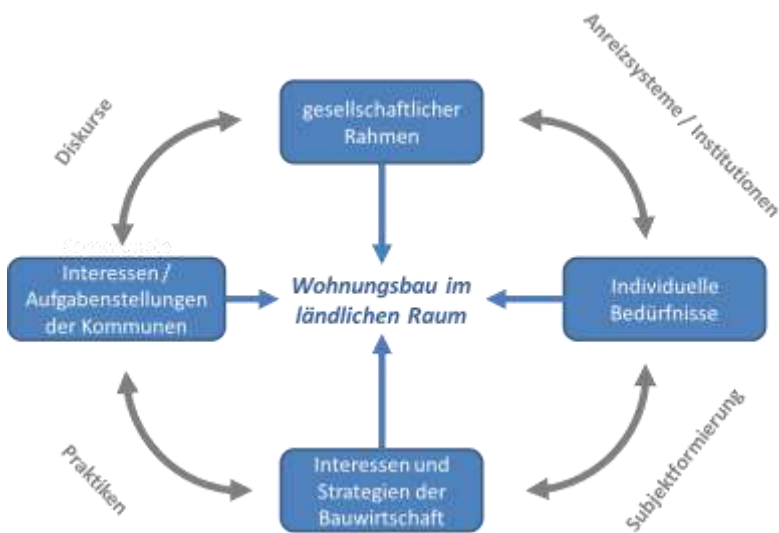 gesellschaftlicher
Rahmen
Anreizsysteme / Institutionen
Diskurse
Interessen /
Aufgabenstellungen
der Kommunen
Wohnungsbau im
ländlichen Raum
Individuelle
Bedürfnisse
Praktiken
Interessen und
Strategien der
Bauwirtschaft
Subjektformierung